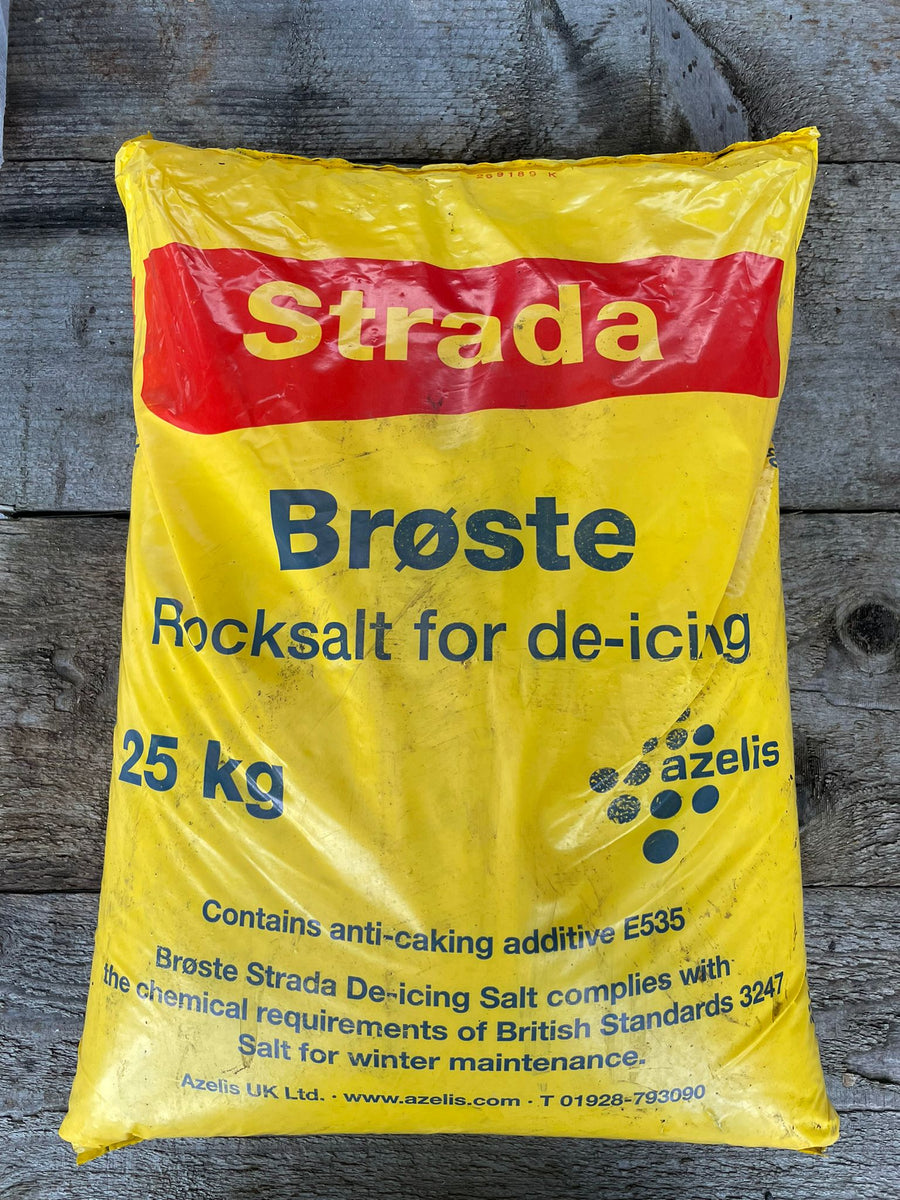 269189 K
Strada
Brøste
Rocksalt for de-icing
25 kg
azelis
Contains anti-caking additive E535
Brøste Strada De-icing Salt complies with
the chemical requirements of British Standards 3247
Salt for winter maintenance.
Azelis UK Ltd. · www.azelis.com · T 01928-793090